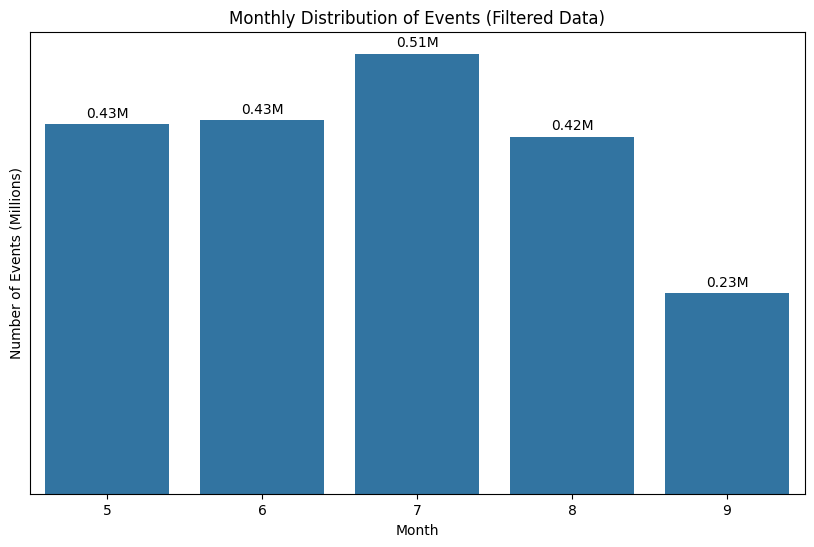 Monthly Distribution of Events (Filtered Data)
0.51M
0.43M
0.43M
0.42M
0.23M
Number of Events (Millions)
5
6
7
8
9
Month